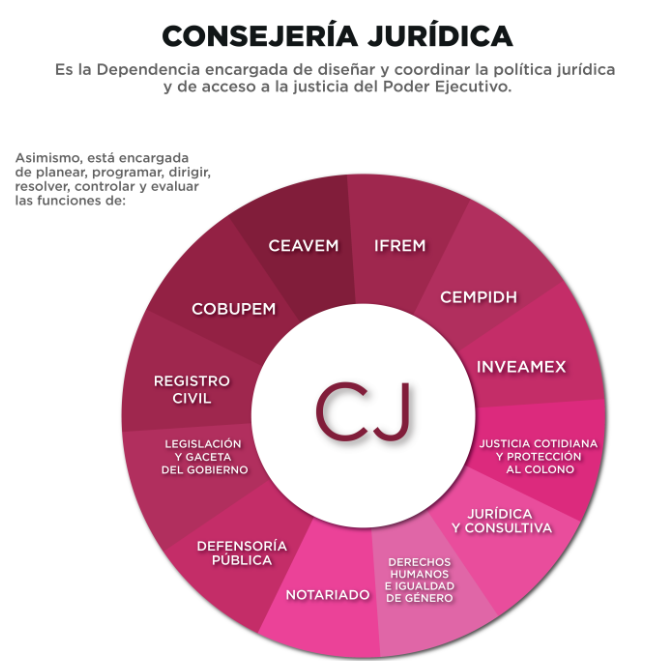 CONSEJERÍA JURÍDICA
Es la Dependencia encargada de diseñar y coordinar la política jurídica
y de acceso a la justicia del Poder Ejecutivo.
Asimismo, está encargada
de planear, programar, dirigir,
resolver, controlar y evaluar
las funciones de:
CEAVEM
IFREM
CEMPIDH
INVEAMEX
JUSTICIA COTIDIANA
Y PROTECCIÓN
AL COLONO
JURÍDICA
Y CONSULTIVA
DERECHOS
HUMANOS
E IGUALDAD
DE GÉNERO
NOTARIADO
DEFENSORÍA
PÚBLICA
LEGISLACIÓN
Y GACETA
DEL GOBIERNO
REGISTRO
CIVIL
COBUPEM
CJ